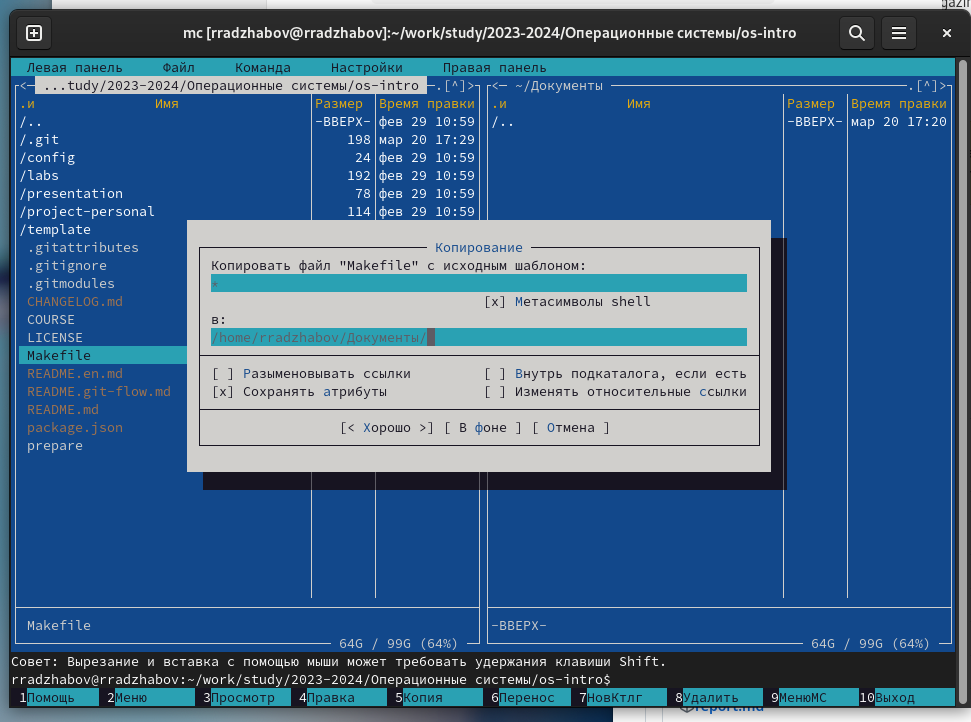 mc [rradzhabov@rradzhabov]:~/work/study/2023-2024/Операционные системы/os-intro
Левая панель Файл Команда Настройки Правая панель
<─ ...tudy/2023-2024/Операционные системы/os-intro ─.[^]> <─ ~/Документы .[^]>
.и Имя Размер Время правки .и Имя Размер Время правки
/.. -ВВЕРХ- фев 29 10:59 /.. -ВВЕРХ- мар 20 17:20
/.git 198 мар 20 17:29
/config 24 фев 29 10:59
/labs 192 фев 29 10:59
/presentation 78 фев 29 10:59
/project-personal 114 фев 29 10:59
/template
.gitattributes
.gitignore
.gitmodules
CHANGELOG.md
COURSE
LICENSE
Makefile
README.en.md
README.git-flow.md
README.md
package.json
prepare
Копирование
Копировать файл "Makefile" с исходным шаблоном:
*
[x] Метасимволы shell
в:
/home/rradzhabov/Документы/
[ ] Разыменовывать ссылки [ ] Внутрь подкаталога, если есть
[x] Сохранять атрибуты [ ] Изменять относительные ссылки
[< Хорошо >] [ В фоне ] [ Отмена ]
Makefile -ВВЕРХ-
64G / 99G (64%) 64G / 99G (64%)
Совет: Вырезание и вставка с помощью мыши может требовать удержания клавиши Shift.
rradzhabov@rradzhabov:~/work/study/2023-2024/Операционные системы/os-intro$
1Помощь 2Меню 3Просмотр 4Правка 5Копия 6Перенос 7НовКтлг 8Удалить 9МенюМС 10Выход
report.md